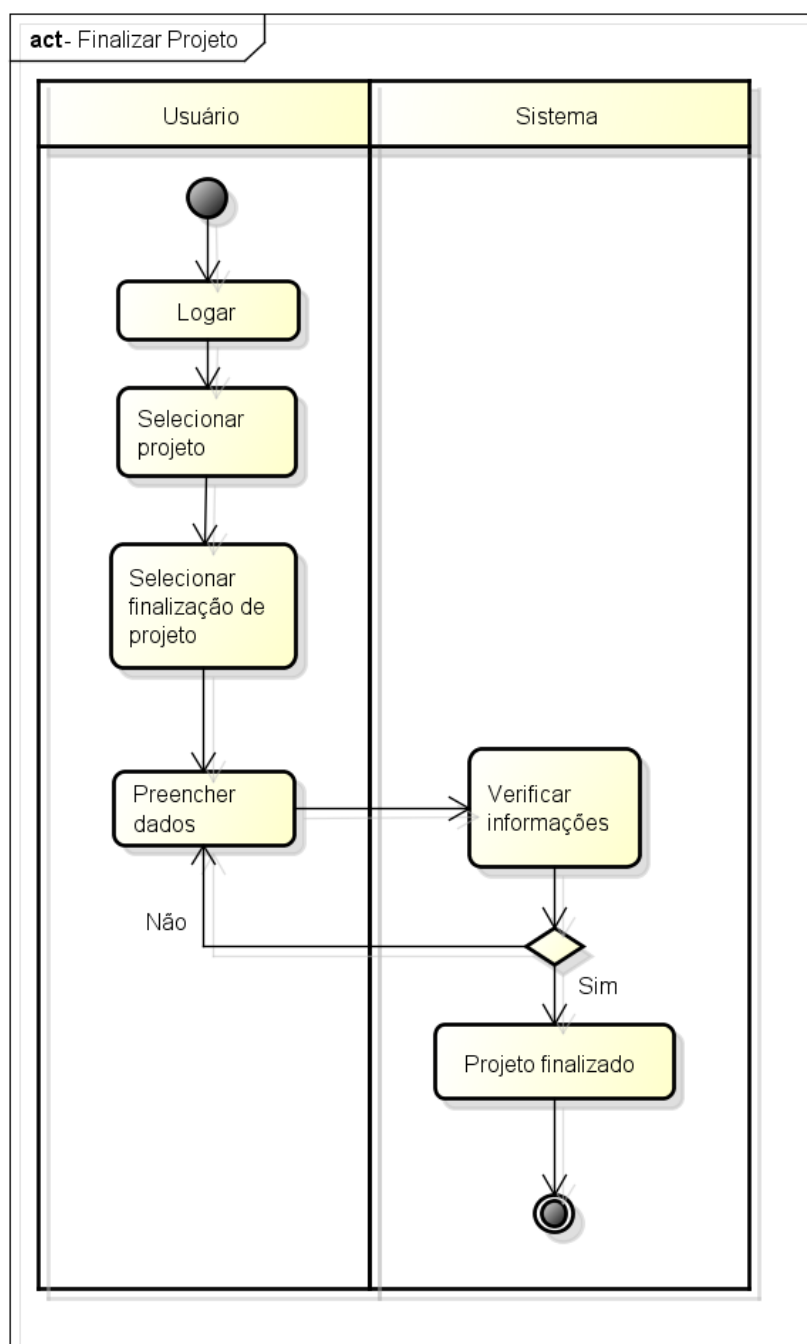 act- Finalizar Projeto
Usuário
Sistema
Logar
Selecionar
projeto
Selecionar
finalização de
projeto
Preencher
dados
Verificar
informações
Não
Sim
Projeto finalizado